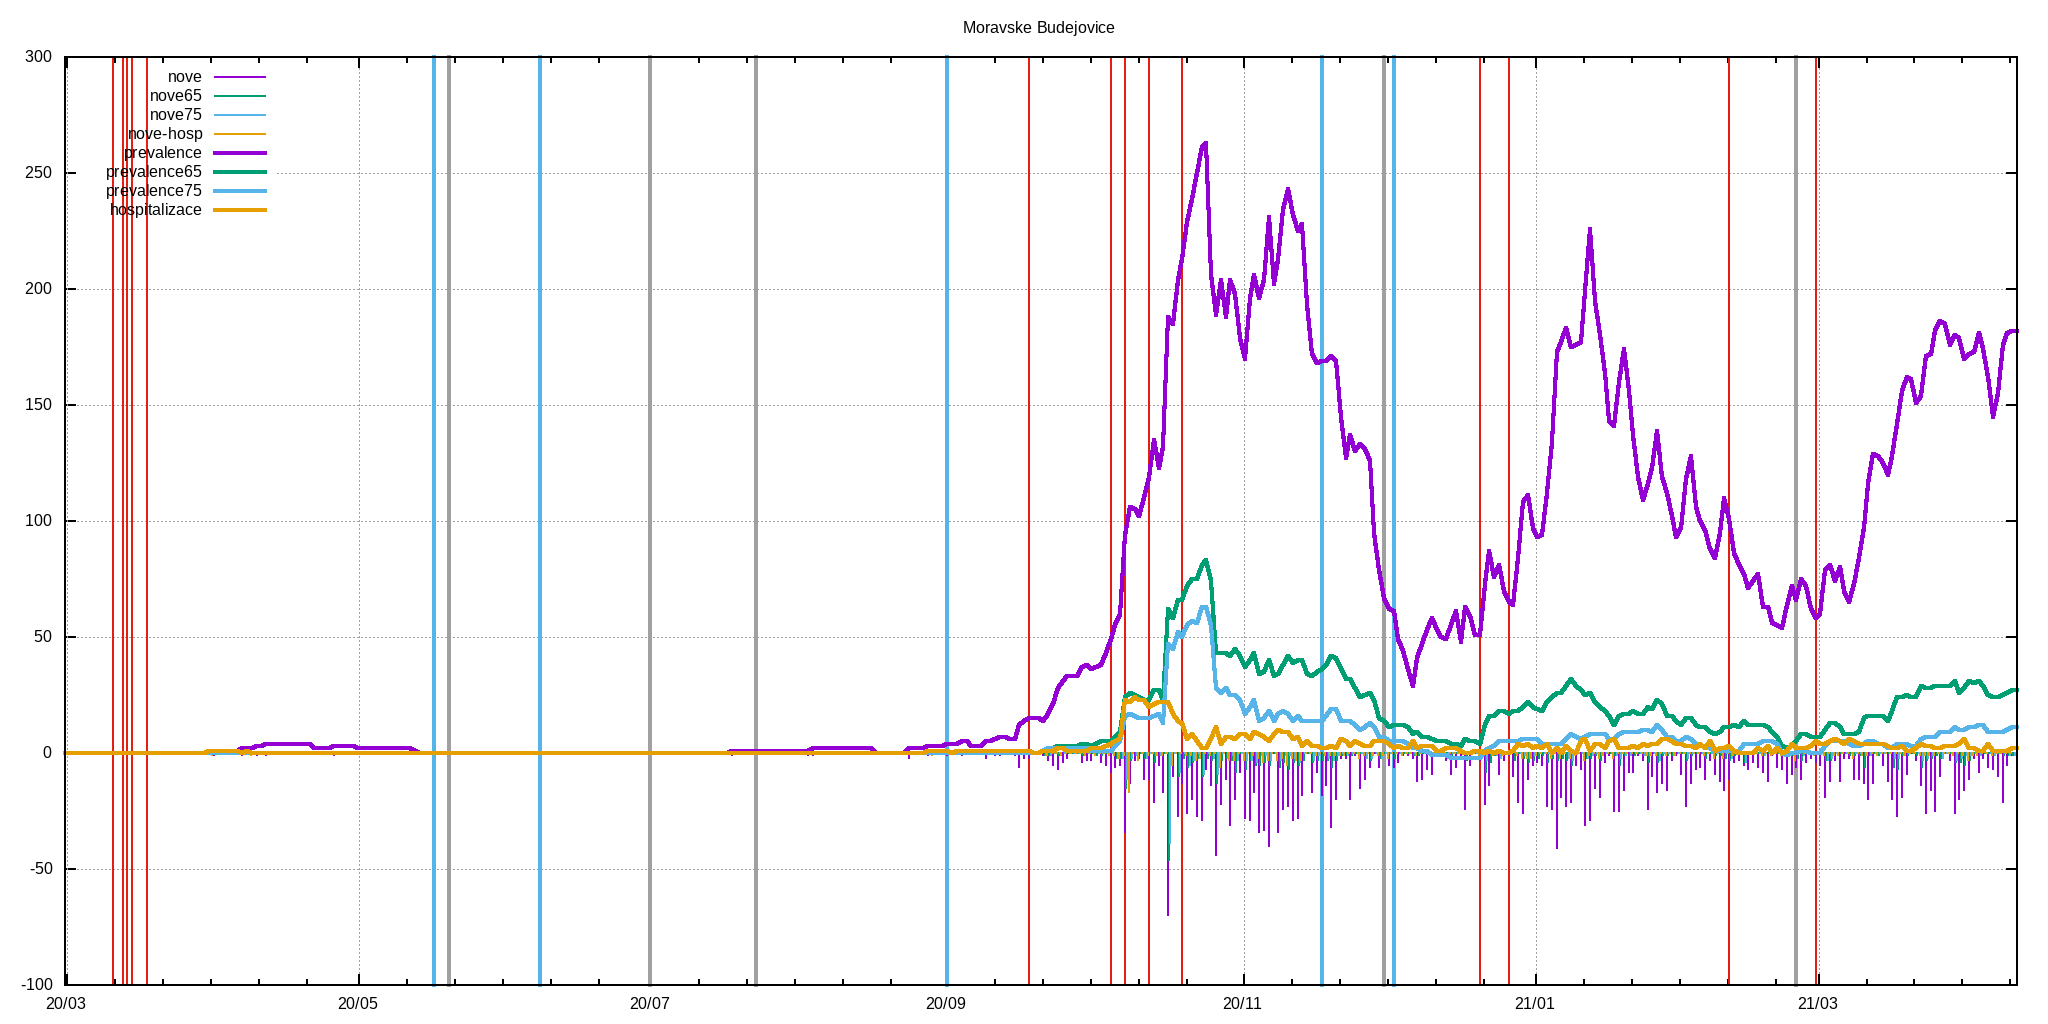 Moravske Budejovice
300
250
200
150
100
50
0
-50
-100
nove
nove65
nove75
nove-hosp
prevalence
prevalence65
prevalence75
hospitalizace
20/03 20/05 20/07 20/09 20/11 21/01 21/03